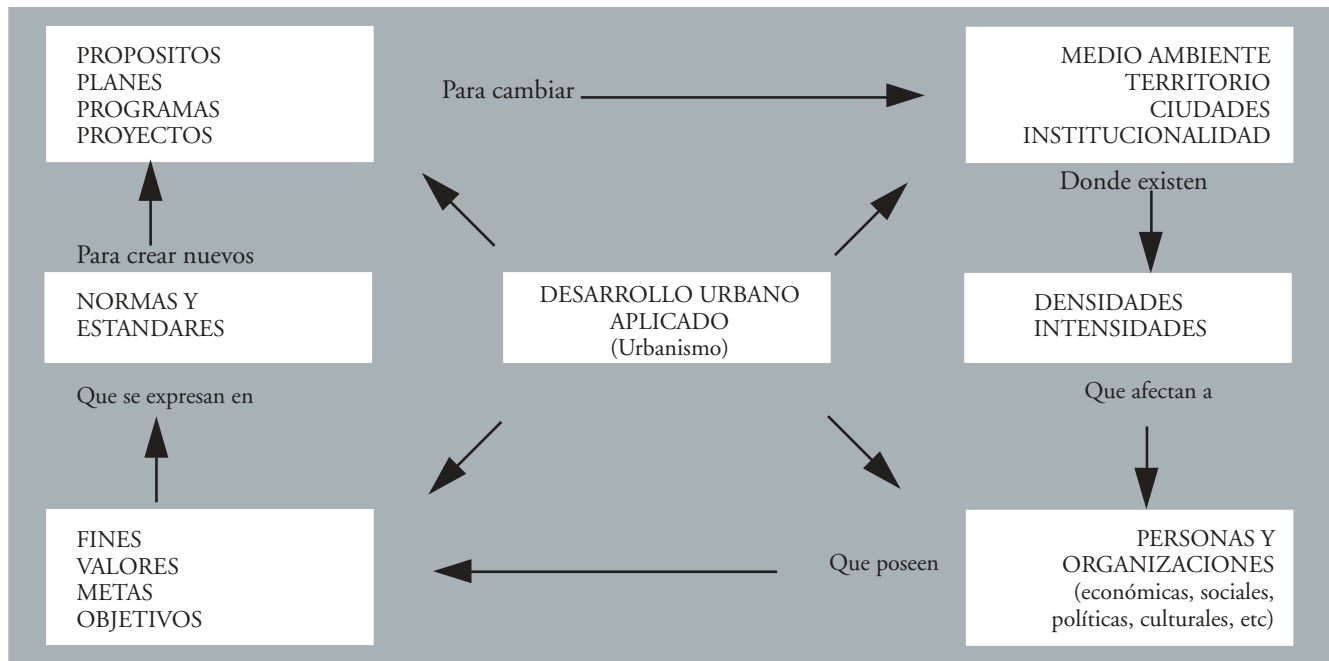 PROPOSITOS
PLANES
PROGRAMAS
PROYECTOS
Para cambiar
MEDIO AMBIENTE
TERRITORIO
CIUDADES
INSTITUCIONALIDAD
Donde existen
Para crear nuevos
NORMAS Y
ESTANDARES
DESARROLLO URBANO
APLICADO
(Urbanismo)
DENSIDADES
INTENSIDADES
Que se expresan en
Que afectan a
FINES
VALORES
METAS
OBJETIVOS
Que poseen
PERSONAS Y
ORGANIZACIONES
(económicas, sociales,
políticas, culturales, etc)